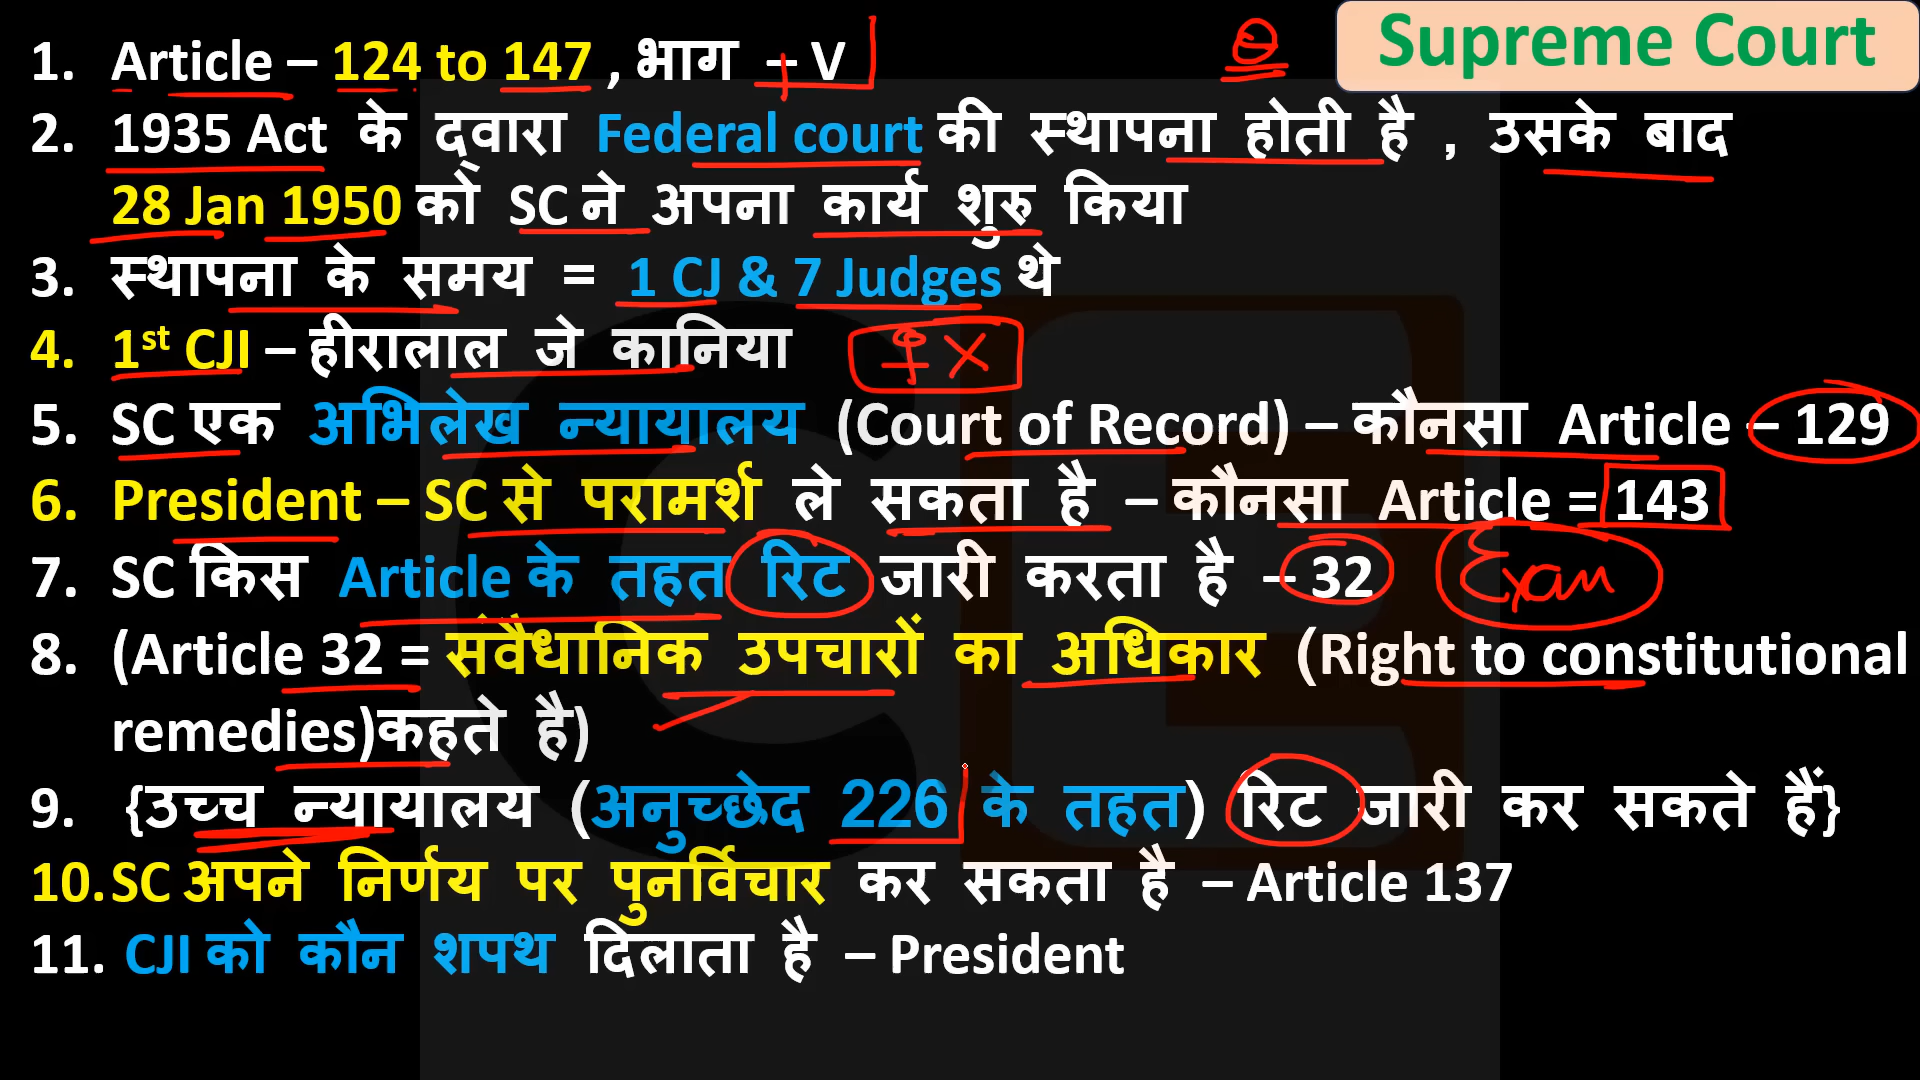 Supreme Court
1. Article – 124 to 147 , भाग – V
2. 1935 Act के द्वारा Federal court की स्थापना होती है , उसके बाद
28 Jan 1950 को SC ने अपना कार्य शुरु किया
3. स्थापना के समय = 1 CJ & 7 Judges थे
4. 1st CJI – हीरालाल जे कानिया
5. SC एक अभिलेख न्यायालय (Court of Record) – कौनसा Article – 129
6. President – SC से परामर्श ले सकता है – कौनसा Article = 143
7. SC किस Article के तहत रिट जारी करता है – 32 Exam
8. (Article 32 = संवैधानिक उपचारों का अधिकार (Right to constitutional
remedies)कहते है)
9. {उच्च न्यायालय (अनुच्छेद 226 के तहत) रिट जारी कर सकते हैं}
10. SC अपने निर्णय पर पुनर्विचार कर सकता है – Article 137
11. CJI को कौन शपथ दिलाता है – President